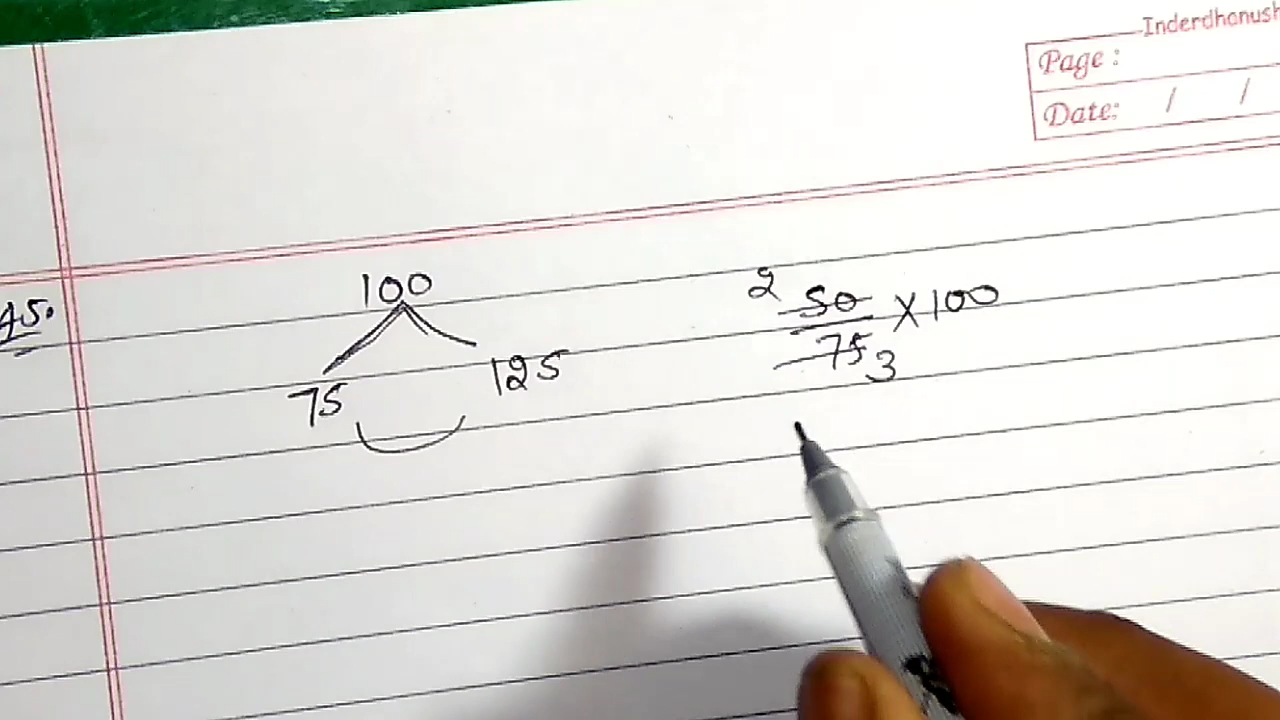 Inderdhanush
Page :
Date: / /
45.
100
75 125
2 50 × 100
75 3